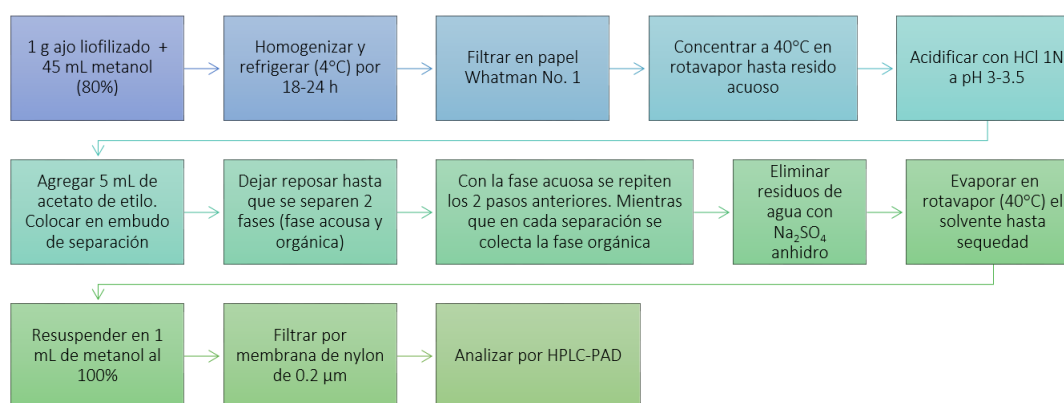 1 g ajo liofilizado +
45 mL metanol
(80%)
Homogenizar y
refrigerar (4°C) por
18-24 h
Filtrar en papel
Whatman No. 1
Concentrar a 40°C en
rotavapor hasta resido
acuoso
Acidificar con HCl 1N
a pH 3-3.5
Agregar 5 mL de
acetato de etilo.
Colocar en embudo
de separación
Dejar reposar hasta
que se separen 2
fases (fase acousa y
orgánica)
Con la fase acuosa se repiten
los 2 pasos anteriores. Mientras
que en cada separación se
colecta la fase orgánica
Eliminar
residuos de
agua con
Na₂SO₄
anhidro
Evaporar en
rotavapor (40°C) el
solvente hasta
sequedad
Resuspender en 1
mL de metanol al
100%
Filtrar por
membrana de nylon
de 0.2 µm
Analizar por HPLC-PAD